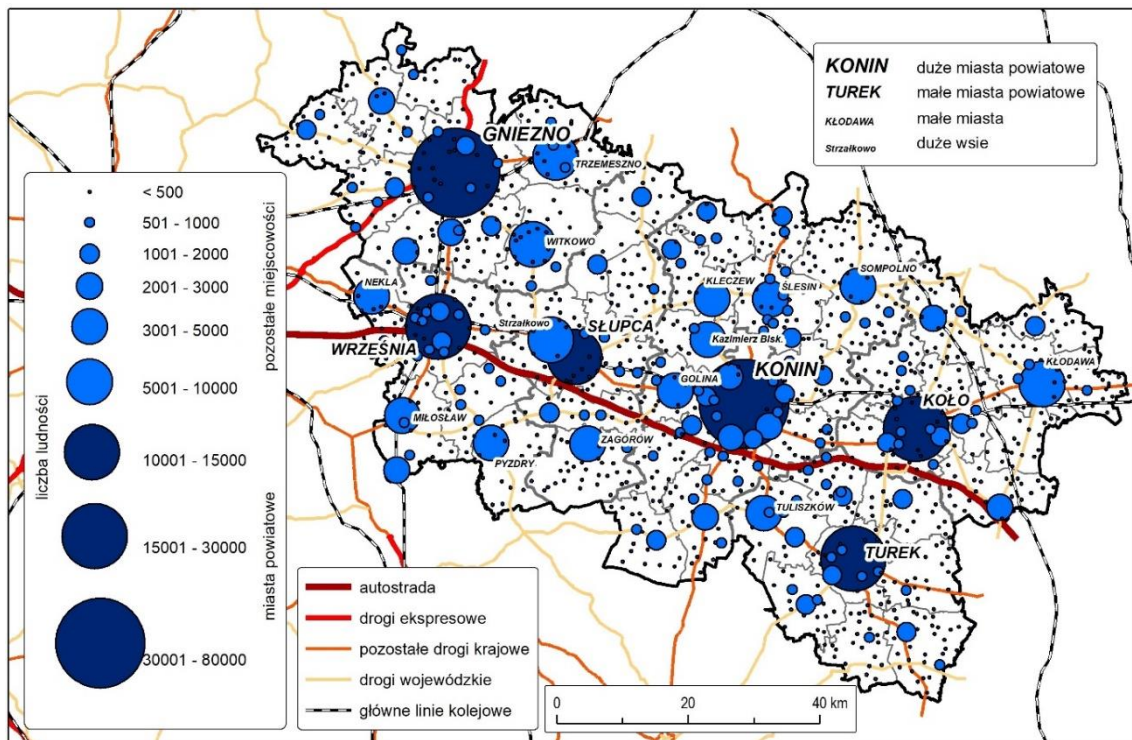 KONIN duże miasta powiatowe
TUREK małe miasta powiatowe
KŁODAWA małe miasta
Strzałkowo duże wsie
liczba ludności
pozostałe miejscowości
< 500
501 - 1000
1001 - 2000
2001 - 3000
3001 - 5000
5001 - 10000
miasta powiatowe
10001 - 15000
15001 - 30000
30001 - 80000
GNIEZNO
TRZEMESZNO
WITKOWO
NEKLA
KLECZEW
ŚLESIN
SOMPOLNO
Strzałkowo
SŁUPCA
WRZEŚNIA
Kazimierz Bisk.
KŁODAWA
GOLINA
KONIN
KOŁO
MIŁOSŁAW
PYZDRY
ZAGÓRÓW
TULISZKÓW
TUREK
autostrada
drogi ekspresowe
pozostałe drogi krajowe
drogi wojewódzkie
główne linie kolejowe
0 20 40 km